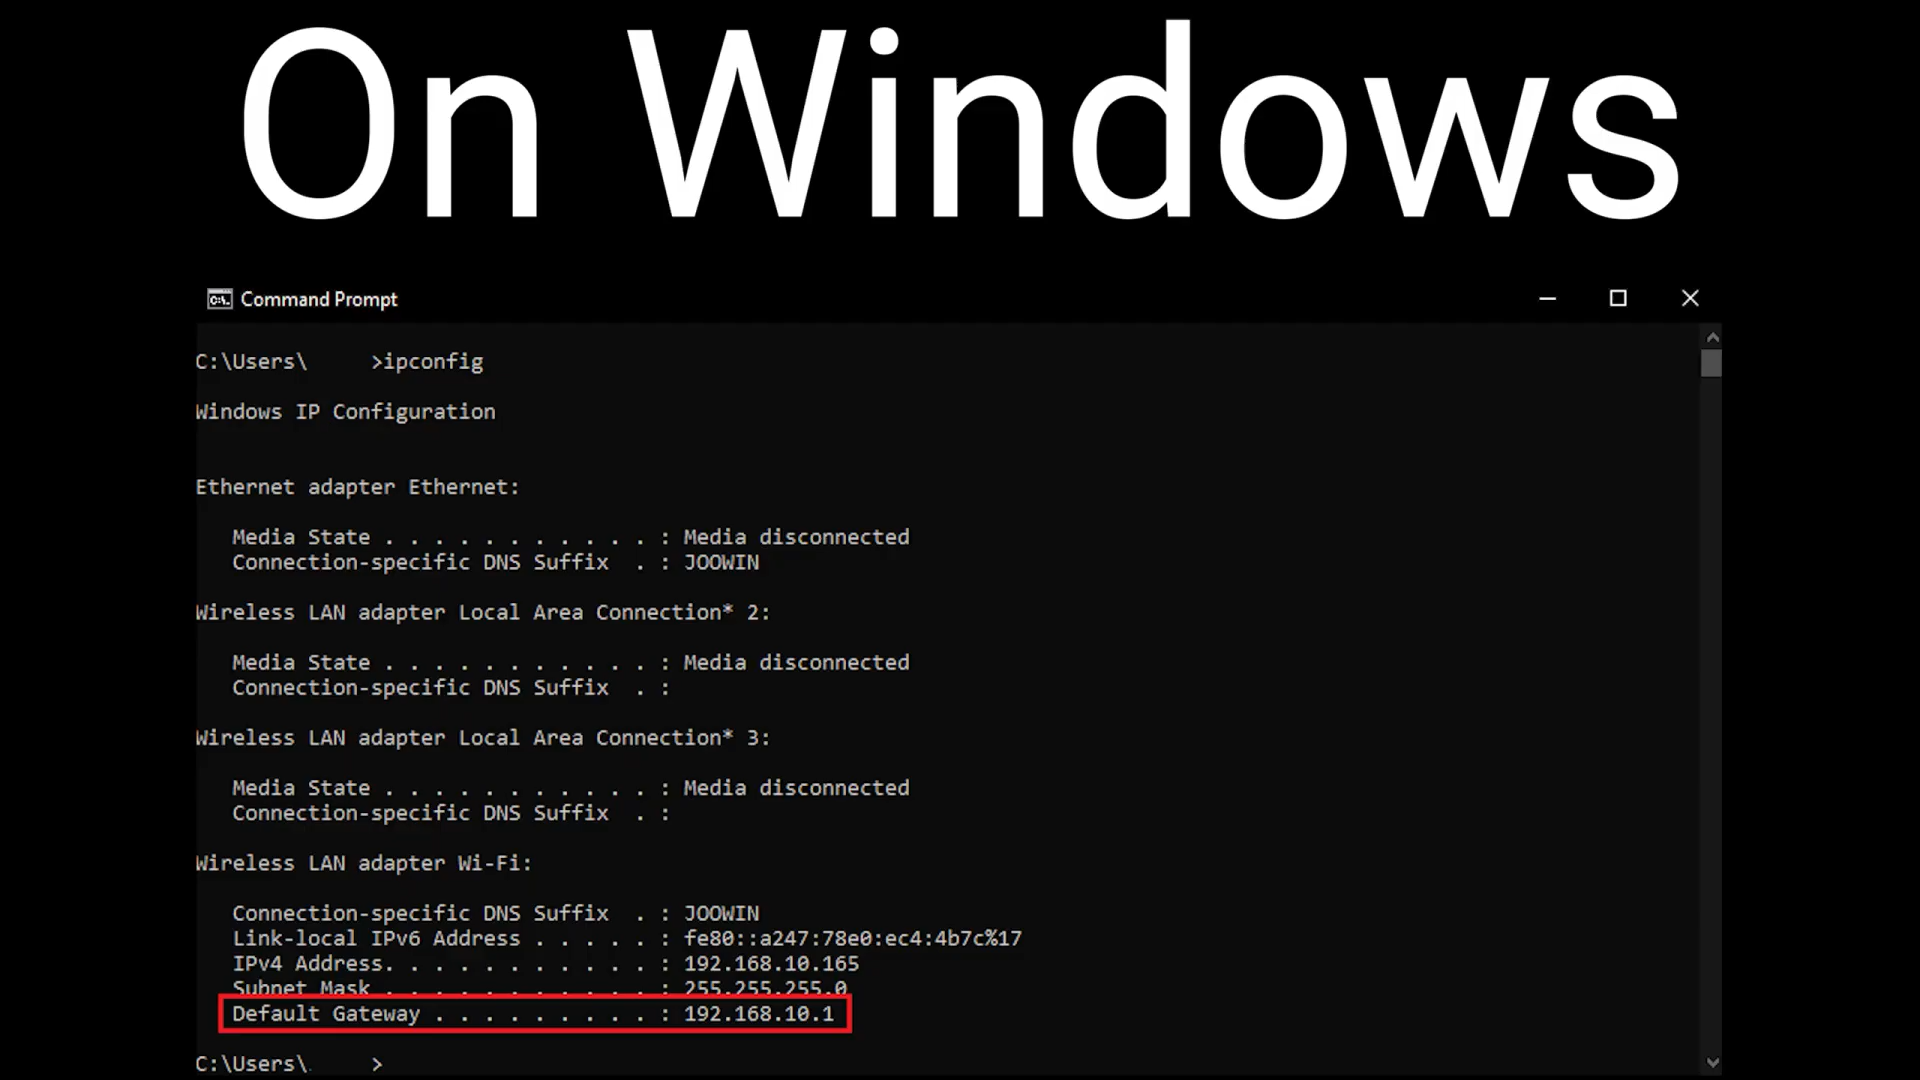 On Windows
Command Prompt
C:\Users\     >ipconfig
Windows IP Configuration
Ethernet adapter Ethernet:
Media State . . . . . . . . . . . : Media disconnected
Connection-specific DNS Suffix  . : JOOWIN
Wireless LAN adapter Local Area Connection* 2:
Media State . . . . . . . . . . . : Media disconnected
Connection-specific DNS Suffix  . :
Wireless LAN adapter Local Area Connection* 3:
Media State . . . . . . . . . . . : Media disconnected
Connection-specific DNS Suffix  . :
Wireless LAN adapter Wi-Fi:
Connection-specific DNS Suffix  . : JOOWIN
Link-local IPv6 Address . . . . . : fe80::a247:78e0:ec4:4b7c%17
IPv4 Address. . . . . . . . . . . : 192.168.10.165
Subnet Mask . . . . . . . . . . . : 255.255.255.0
Default Gateway . . . . . . . . . : 192.168.10.1
C:\Users\     >